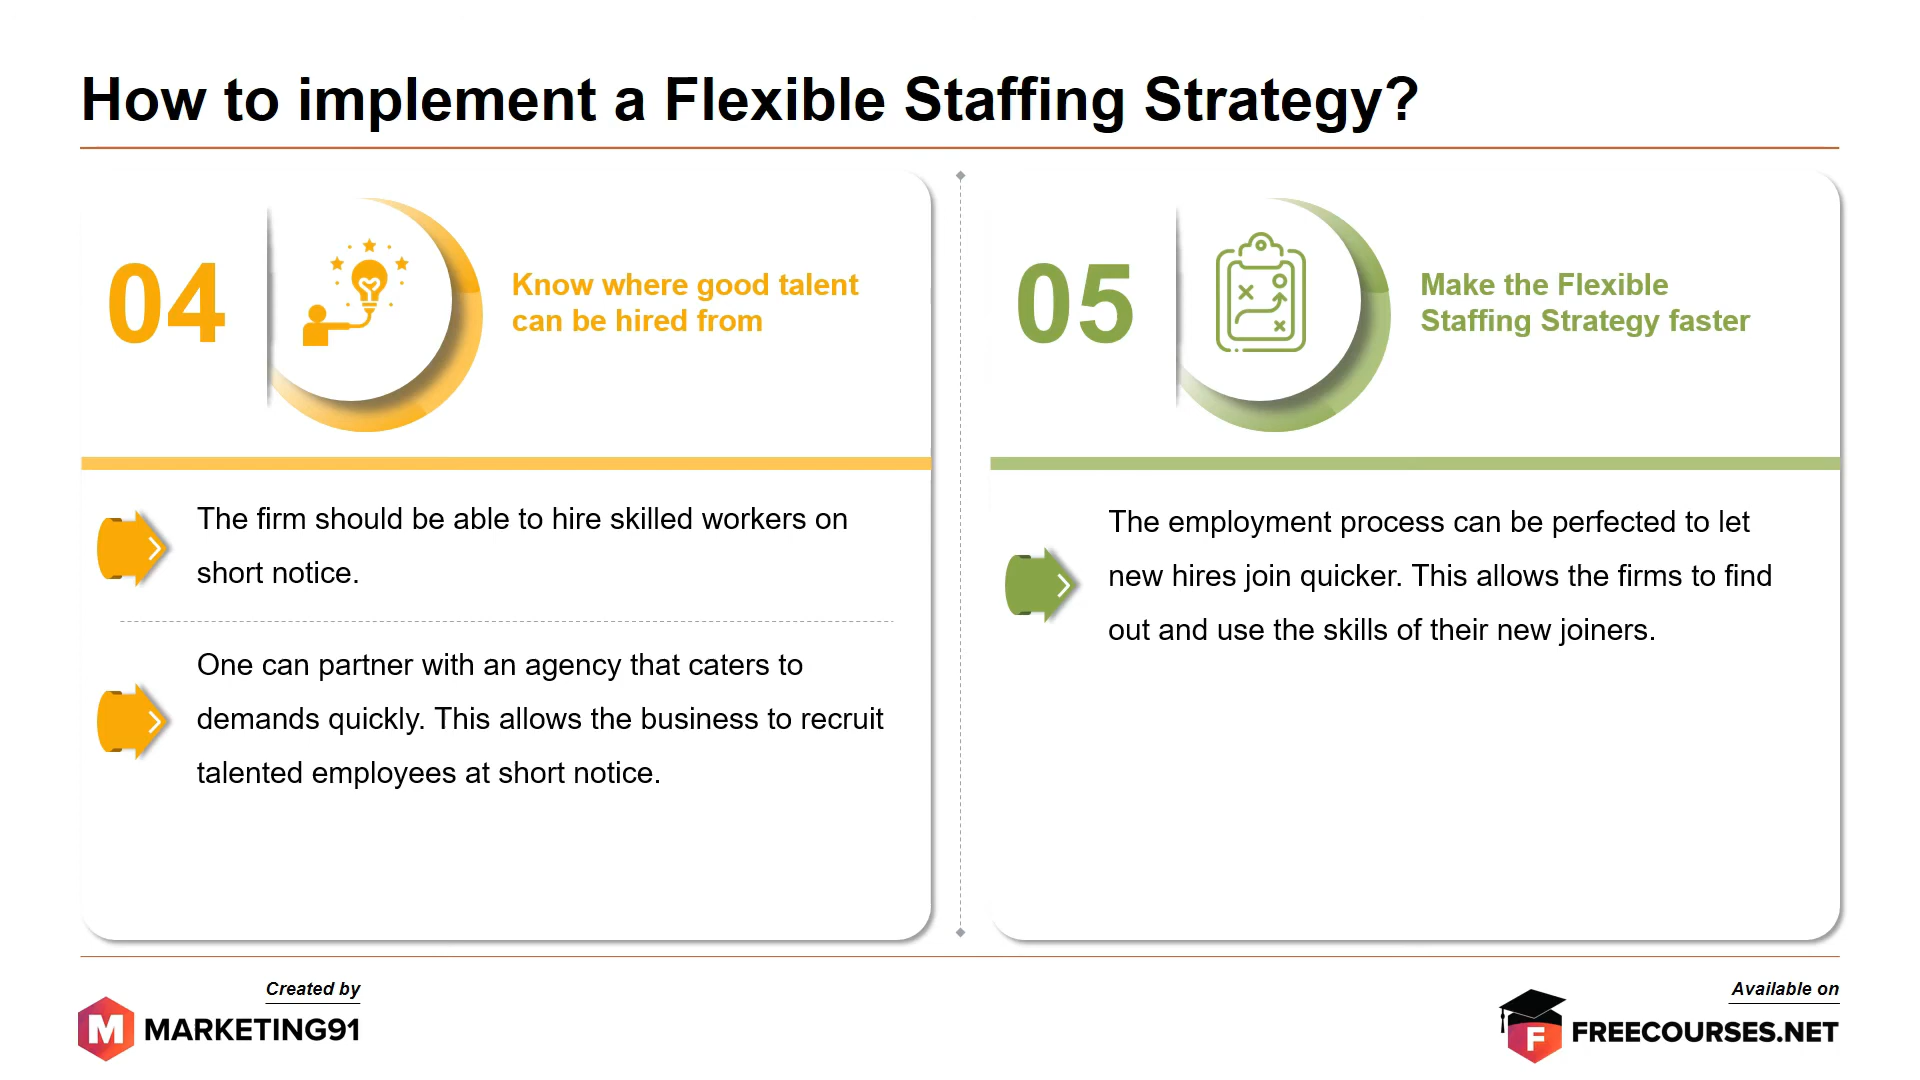 How to implement a Flexible Staffing Strategy?
04
Know where good talent
can be hired from
The firm should be able to hire skilled workers on
short notice.
One can partner with an agency that caters to
demands quickly. This allows the business to recruit
talented employees at short notice.
05
Make the Flexible
Staffing Strategy faster
The employment process can be perfected to let
new hires join quicker. This allows the firms to find
out and use the skills of their new joiners.
Created by
M MARKETING91
Available on
F FREECOURSES.NET